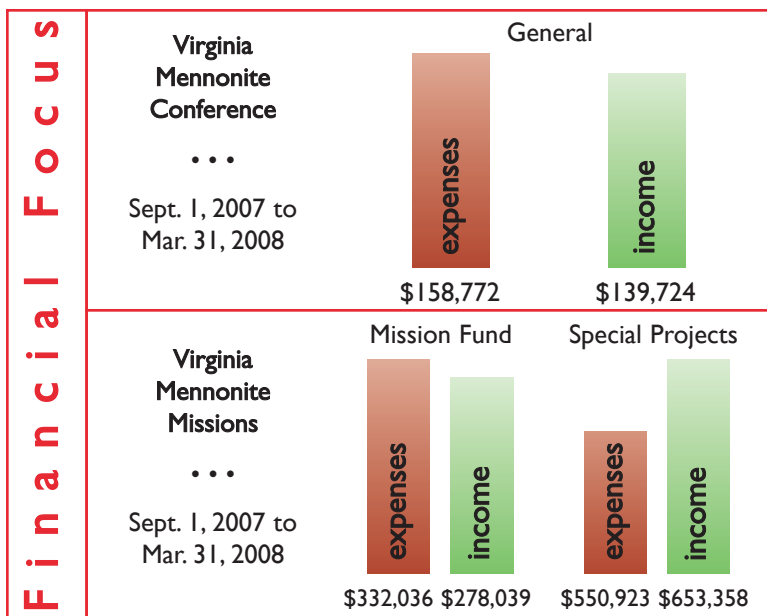 Financial Focus
Virginia
Mennonite
Conference
• • •
Sept. 1, 2007 to
Mar. 31, 2008
General
expenses
income
$158,772
$139,724
Virginia
Mennonite
Missions
• • •
Sept. 1, 2007 to
Mar. 31, 2008
Mission Fund
expenses
income
$332,036
$278,039
Special Projects
expenses
income
$550,923
$653,358